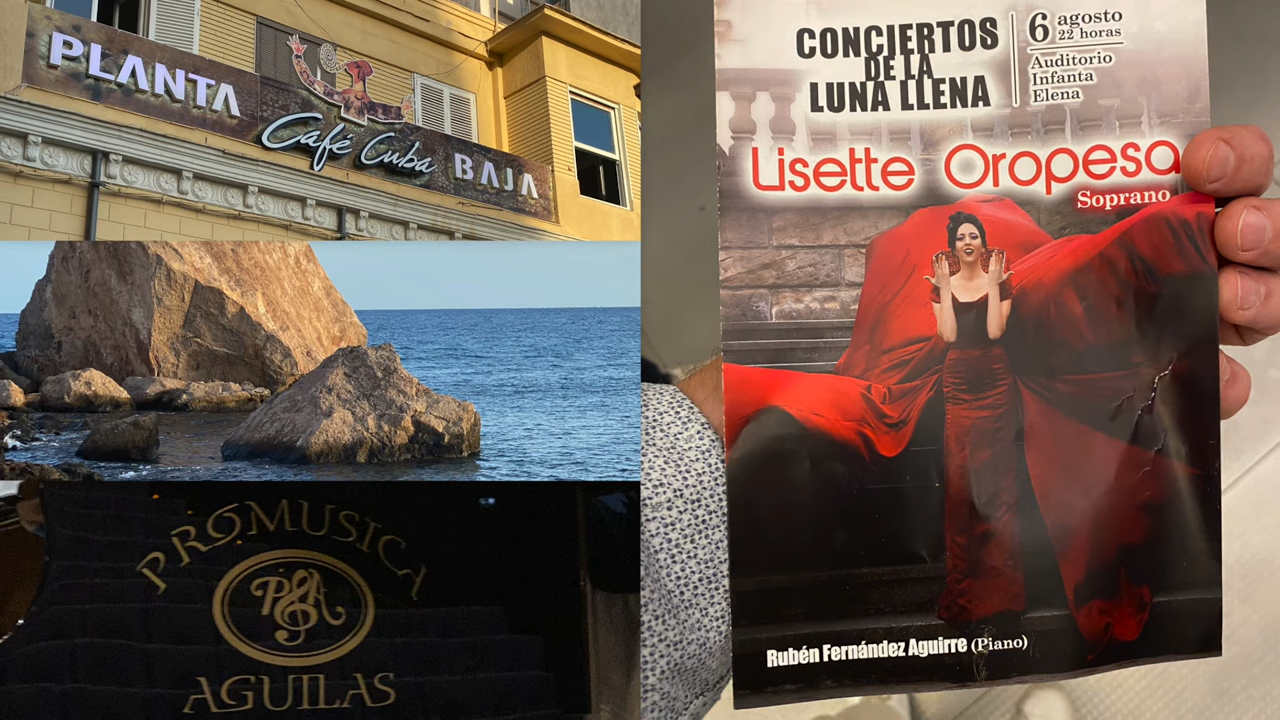 PLANTA
Café Cuba
BAJA
PROMUSICA
PA
AGUILAS
CONCIERTOS
DE LA
LUNA LLENA
6 agosto
22 horas
Auditorio
Infanta
Elena
Lisette Oropesa
Soprano
Rubén Fernández Aguirre (Piano)